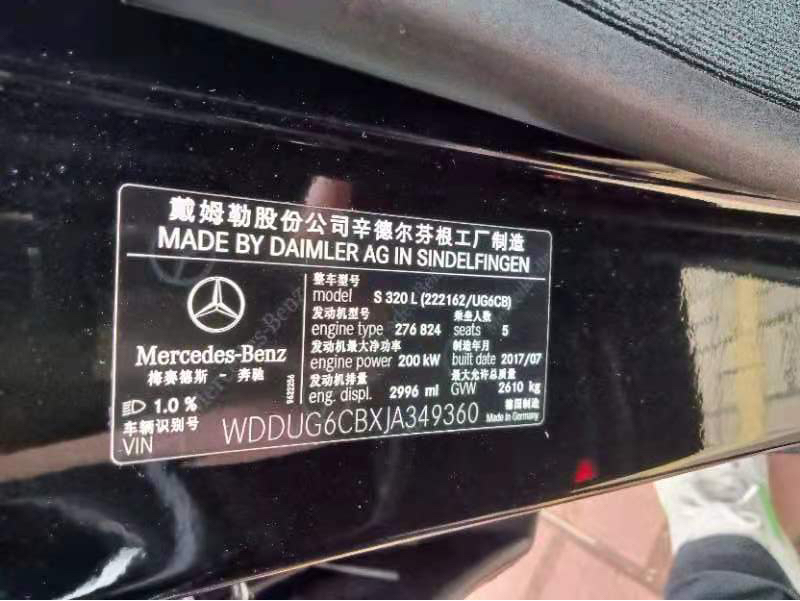 戴姆勒股份公司辛德尔芬根工厂制造
MADE BY DAIMLER AG IN SINDELFINGEN
整车型号
model S 320 L (222162/UG6CB)
发动机型号 乘坐人数
engine type 276 824 seats 5
发动机最大净功率 制造年月
engine power 200 kW built date 2017/07
发动机排量 最大允许总质量
eng. displ. 2996 ml GVW 2610 kg
Mercedes-Benz
梅赛德斯 - 奔驰
1.0 %
车辆识别号 德国制造
VIN WDDUG6CBXJA349360 Made in Germany